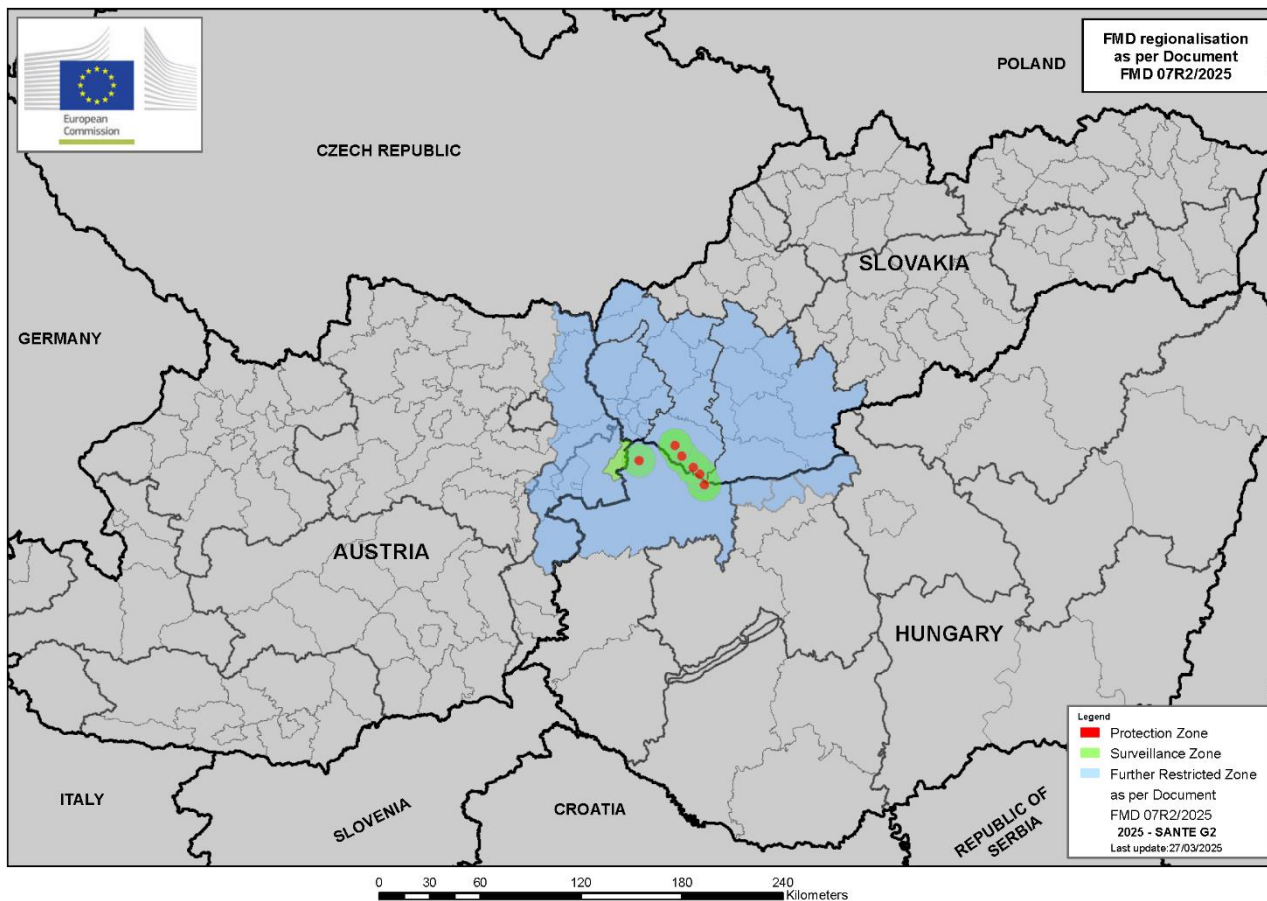 European
Commission
FMD regionalisation
as per Document
FMD 07R2/2025
POLAND
CZECH REPUBLIC
SLOVAKIA
GERMANY
AUSTRIA
HUNGARY
ITALY
SLOVENIA
CROATIA
REPUBLIC OF
SERBIA
Legend
Protection Zone
Surveillance Zone
Further Restricted Zone
as per Document
FMD 07R2/2025
2025 - SANTE G2
Last update:27/03/2025
0 30 60 120 180 240
Kilometers